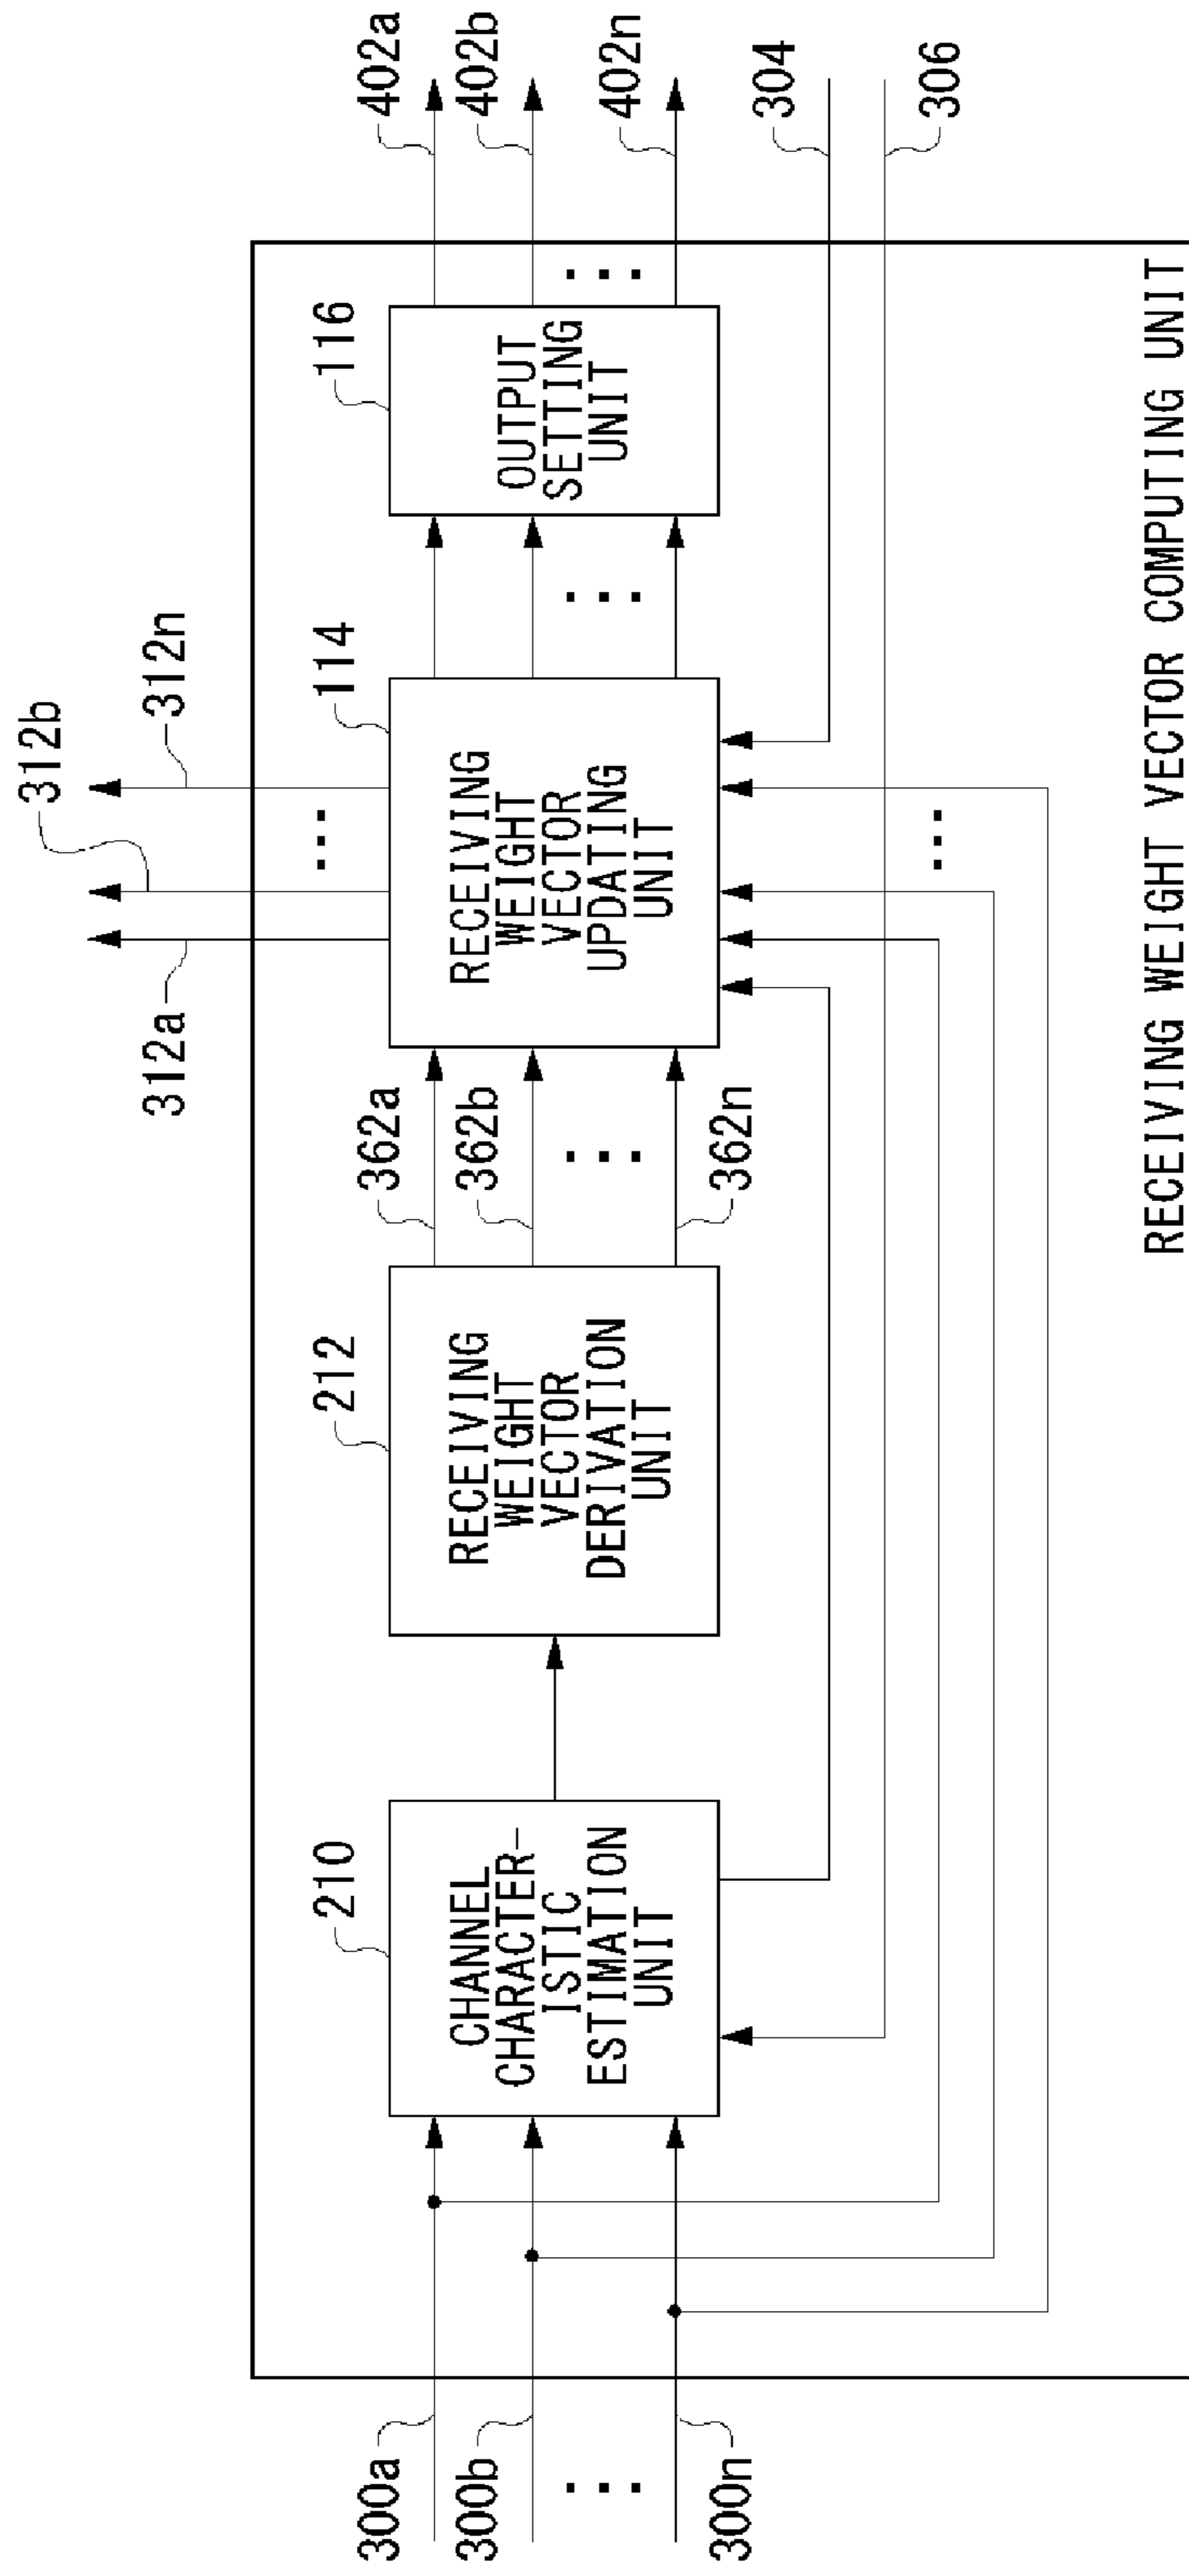 312b
312a
312n
402a
402b
402n
304
306
116
OUTPUT
SETTING
UNIT
114
RECEIVING
WEIGHT
VECTOR
UPDATING
UNIT
362a
362b
362n
212
RECEIVING
WEIGHT
VECTOR
DERIVATION
UNIT
210
CHANNEL
CHARACTER-
ISTIC
ESTIMATION
UNIT
300a
300b
300n
RECEIVING WEIGHT VECTOR COMPUTING UNIT